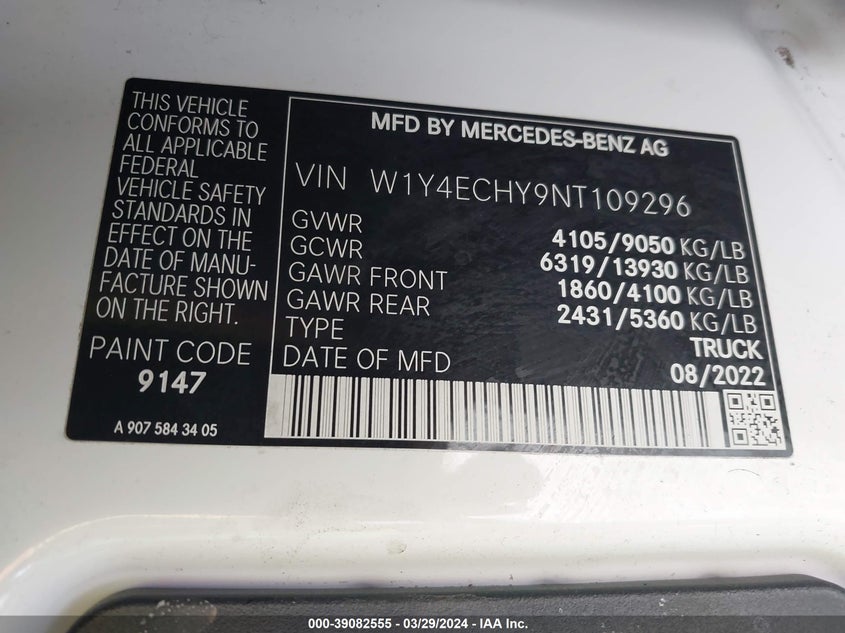 THIS VEHICLE
CONFORMS TO
ALL APPLICABLE
FEDERAL
VEHICLE SAFETY
STANDARDS IN
EFFECT ON THE
DATE OF MANU-
FACTURE SHOWN
ON THE RIGHT.
PAINT CODE
9147
A 907 584 34 05
MFD BY MERCEDES-BENZ AG
VIN W1Y4ECHY9NT109296
GVWR 4105/9050 KG/LB
GCWR 6319/13930 KG/LB
GAWR FRONT 1860/4100 KG/LB
GAWR REAR 2431/5360 KG/LB
TYPE TRUCK
DATE OF MFD 08/2022
000-39082555 - 03/29/2024 - IAA Inc.